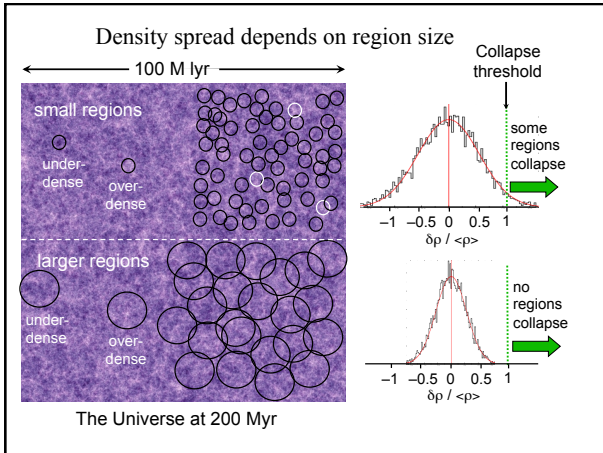 Density spread depends on region size
100 M lyr
small regions
under-
dense
over-
dense
larger regions
under-
dense
over-
dense
The Universe at 200 Myr
Collapse
threshold
some
regions
collapse
−1 −0.5 0 0.5 1
δρ / <ρ>
no
regions
collapse
−1 −0.5 0 0.5 1
δρ / <ρ>